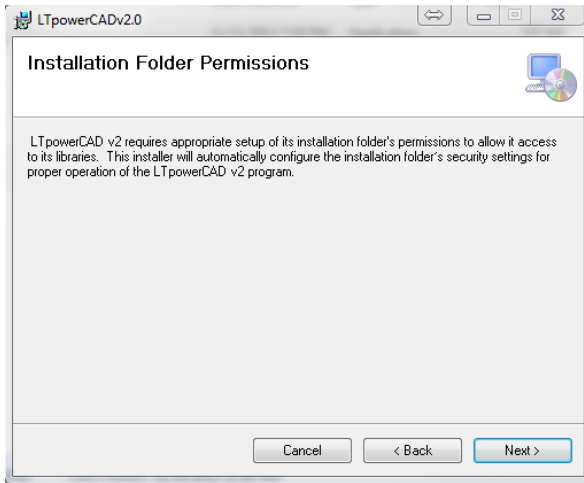 LTpowerCADv2.0
Installation Folder Permissions
LTpowerCAD v2 requires appropriate setup of its installation folder's permissions to allow it access
to its libraries. This installer will automatically configure the installation folder's security settings for
proper operation of the LTpowerCAD v2 program.
Cancel
< Back
Next >